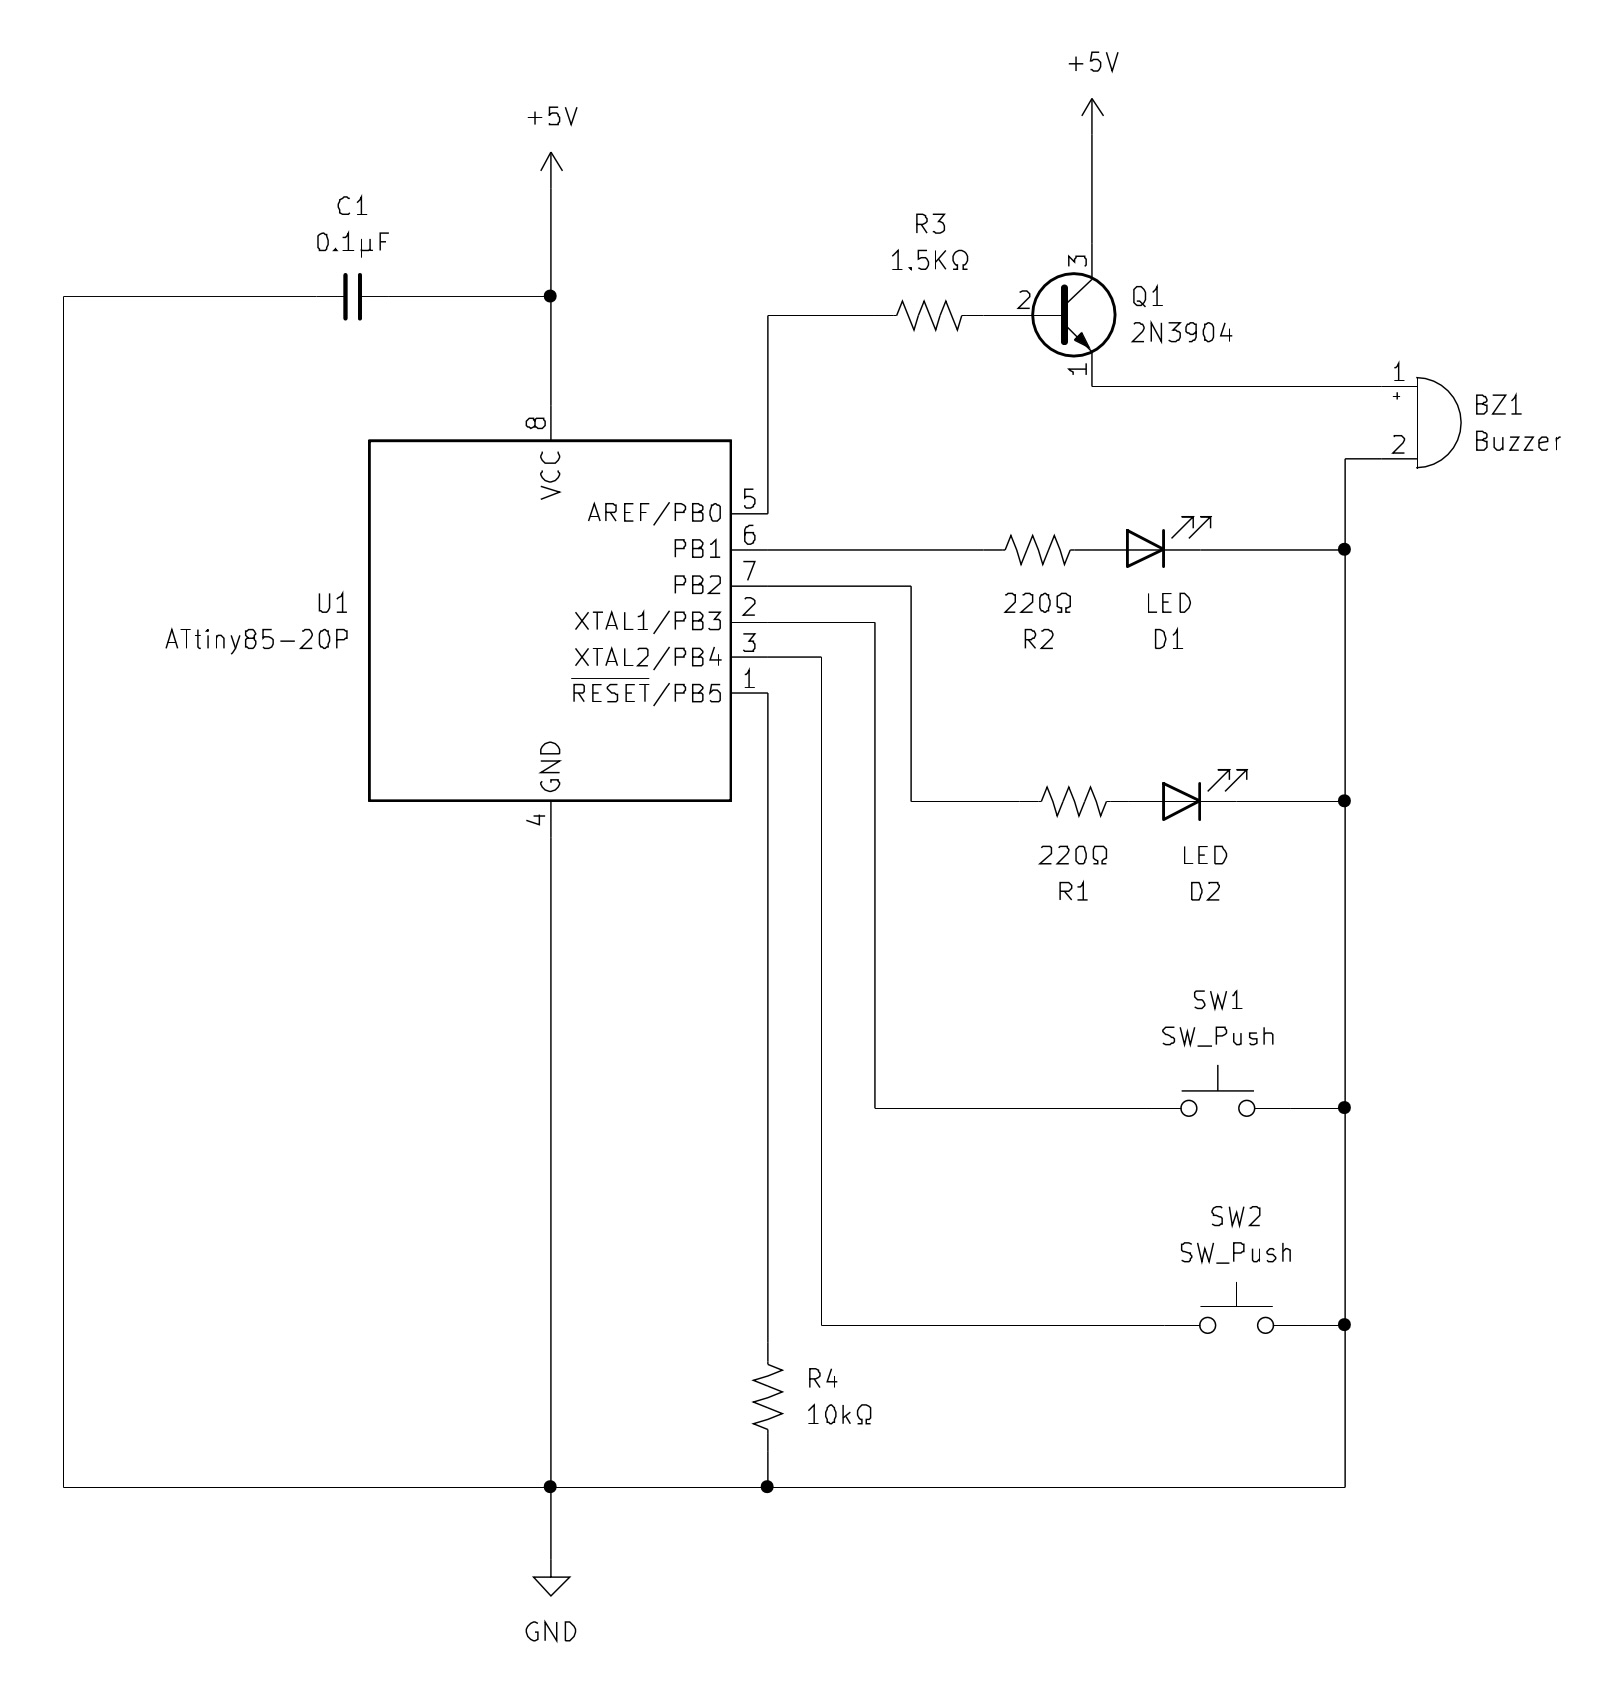 +5V
+5V
C1
0.1µF
R3
1.5KΩ
3
2
Q1
2N3904
1
1
+
BZ1
Buzzer
2
8
VCC
AREF/PB0
5
PB1
6
PB2
7
XTAL1/PB3
2
XTAL2/PB4
3
RESET/PB5
1
U1
ATtiny85-20P
GND
4
220Ω
R2
LED
D1
220Ω
R1
LED
D2
SW1
SW_Push
SW2
SW_Push
R4
10kΩ
GND